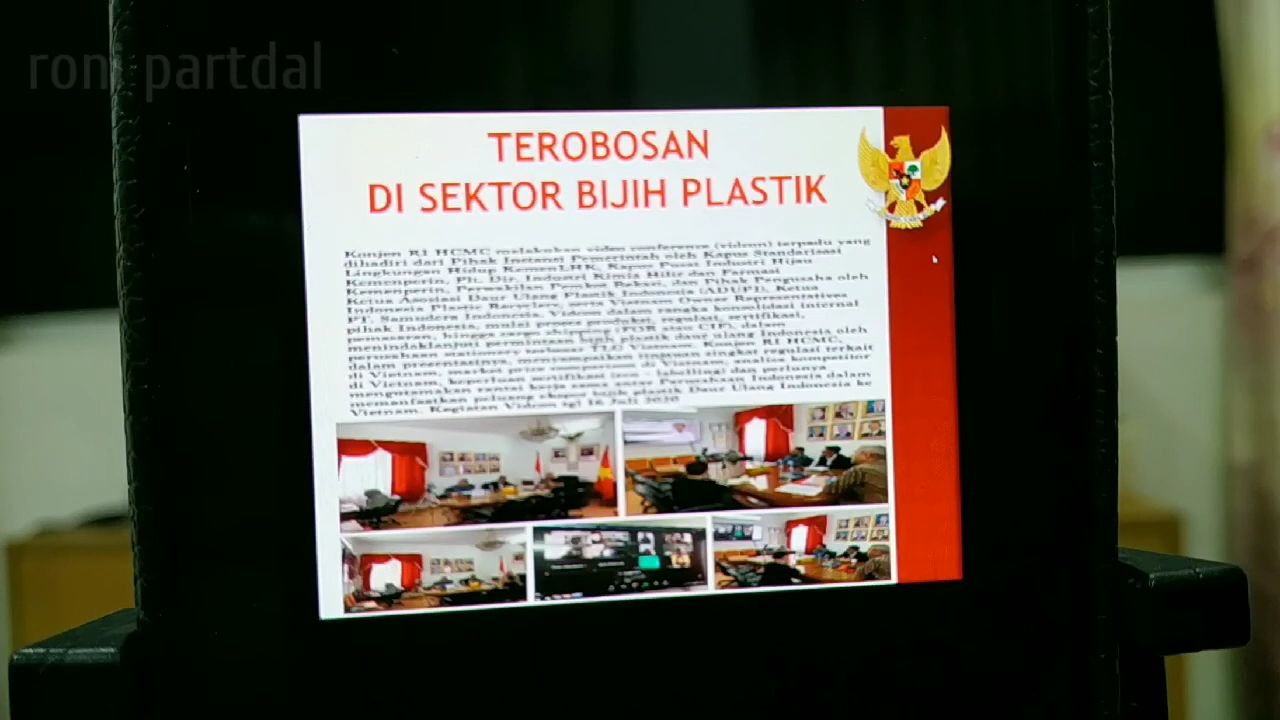 roni partdal
TEROBOSAN
DI SEKTOR BIJIH PLASTIK
Konjen RI HCMC melakukan video conference (vidcon) terpadu yang
dihadiri dari Pihak Instansi Pemerintah oleh Kapus Standarisasi
Lingkungan Hidup KemenLHK, Kapus Pusat Industri Hijau
Kemenperin, Plt. Dir. Industri Kimia Hilir dan Farmasi
Kemenperin, Perwakilan Pemkot Bekasi, dan Pihak Pengusaha oleh
Ketua Asosiasi Daur Ulang Plastik Indonesia (ADUPI), Ketua
Indonesia Plastic Recyclers, serta Vietnam Owner Representatives
PT. Samudera Indonesia. Vidcon dalam rangka konsolidasi internal
pihak Indonesia, mulai proses produksi, regulasi, sertifikasi,
pemasaran, hingga cargo shipping (FOB atau CIF), dalam
menindaklanjuti permintaan bijih plastik daur ulang Indonesia oleh
perusahaan stationary terbesar TLG Vietnam. Konjen RI HCMC,
dalam presentasinya, menyampaikan tinjauan singkat regulasi terkait
di Vietnam, market price comparison di Vietnam, analisa kompetitor
di Vietnam, keperluan sertifikasi (labelling) dan perlunya
mengutamakan rantai kerja sama antar Perusahaan Indonesia dalam
memanfaatkan peluang ekspor bijih plastik Daur Ulang Indonesia ke
Vietnam. Kegiatan Vidcon tgl 16 Juli 2020